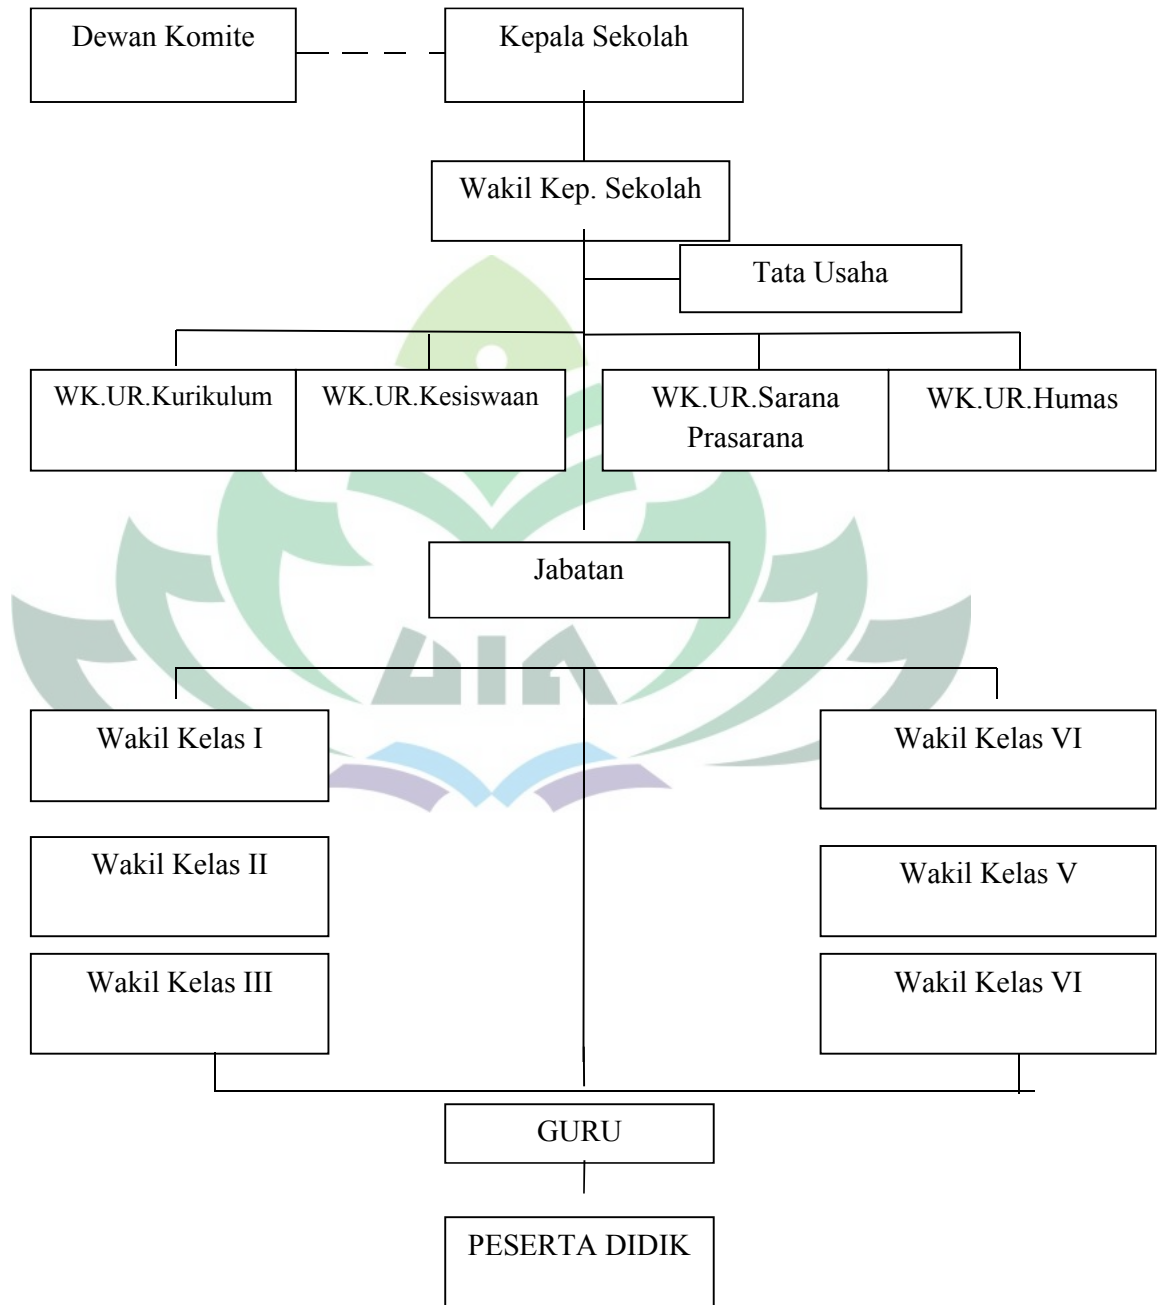 Dewan Komite
Kepala Sekolah
Wakil Kep. Sekolah
Tata Usaha
WK.UR.Kurikulum
WK.UR.Kesiswaan
WK.UR.Sarana
Prasarana
WK.UR.Humas
Jabatan
Wakil Kelas I
Wakil Kelas VI
Wakil Kelas II
Wakil Kelas V
Wakil Kelas III
Wakil Kelas VI
GURU
PESERTA DIDIK